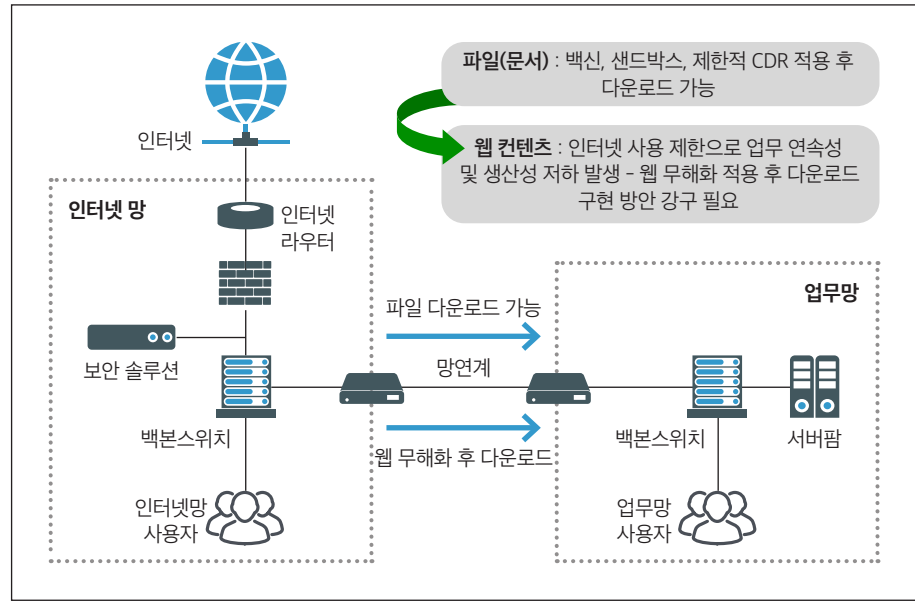 파일(문서) : 백신, 샌드박스, 제한적 CDR 적용 후
다운로드 가능
인터넷
웹 컨텐츠 : 인터넷 사용 제한으로 업무 연속성
및 생산성 저하 발생 – 웹 무해화 적용 후 다운로드
구현 방안 강구 필요
인터넷 망
인터넷
라우터
업무망
파일 다운로드 가능
보안 솔루션
망연계
백본스위치
백본스위치
서버팜
웹 무해화 후 다운로드
인터넷망
사용자
업무망
사용자